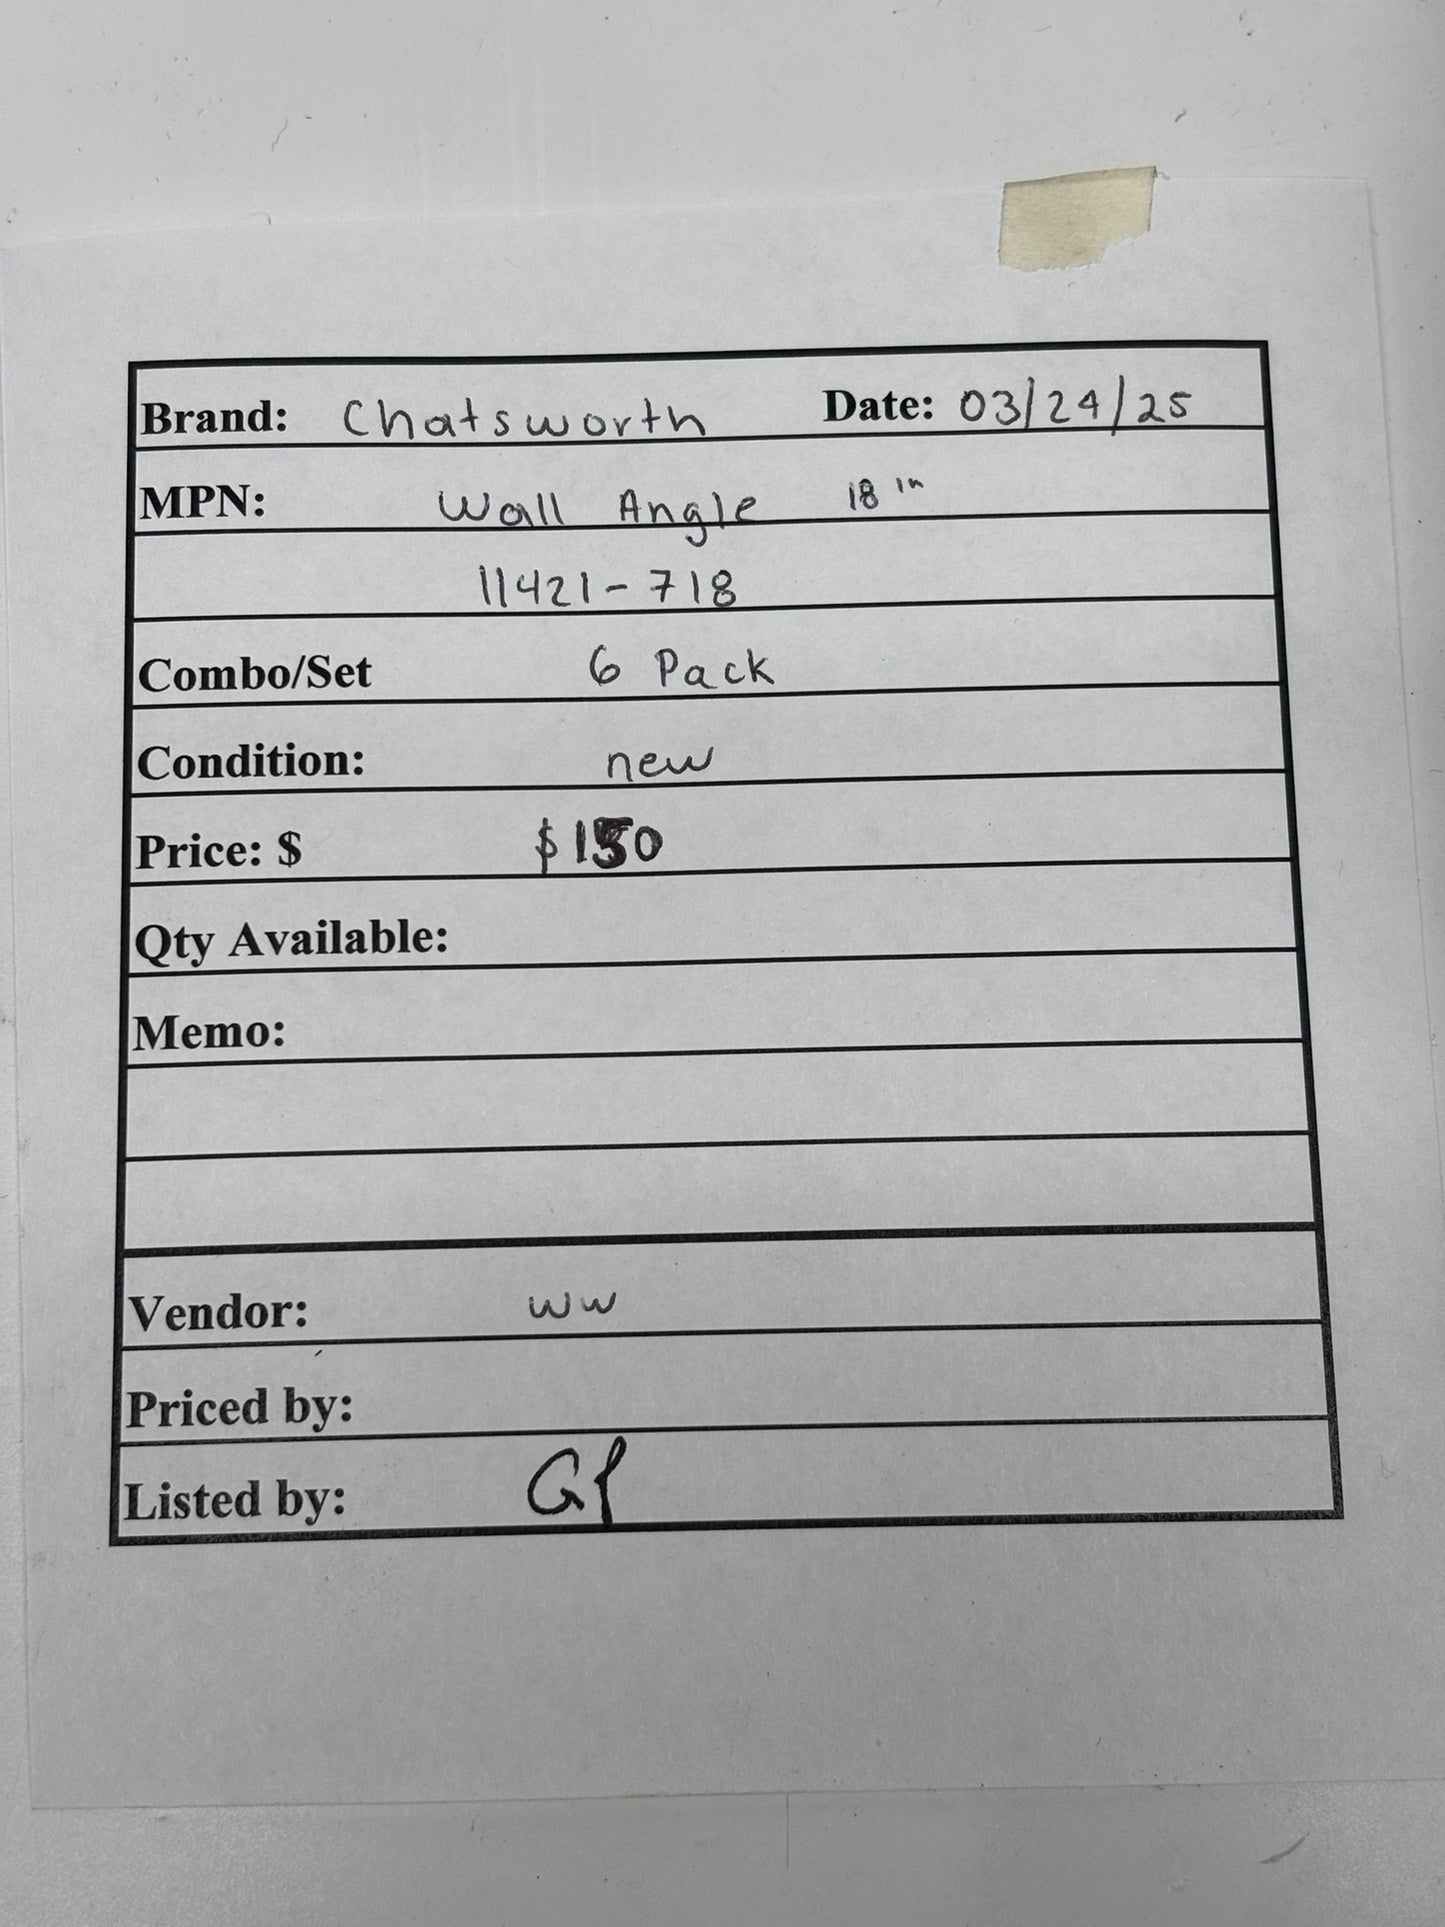 Brand: Chatsworth Date: 03/24/25
MPN: Wall Angle 18 in
11421-718
Combo/Set 6 Pack
Condition: new
Price: $ $150
Qty Available:
Memo:
Vendor: WW
Priced by:
Listed by: